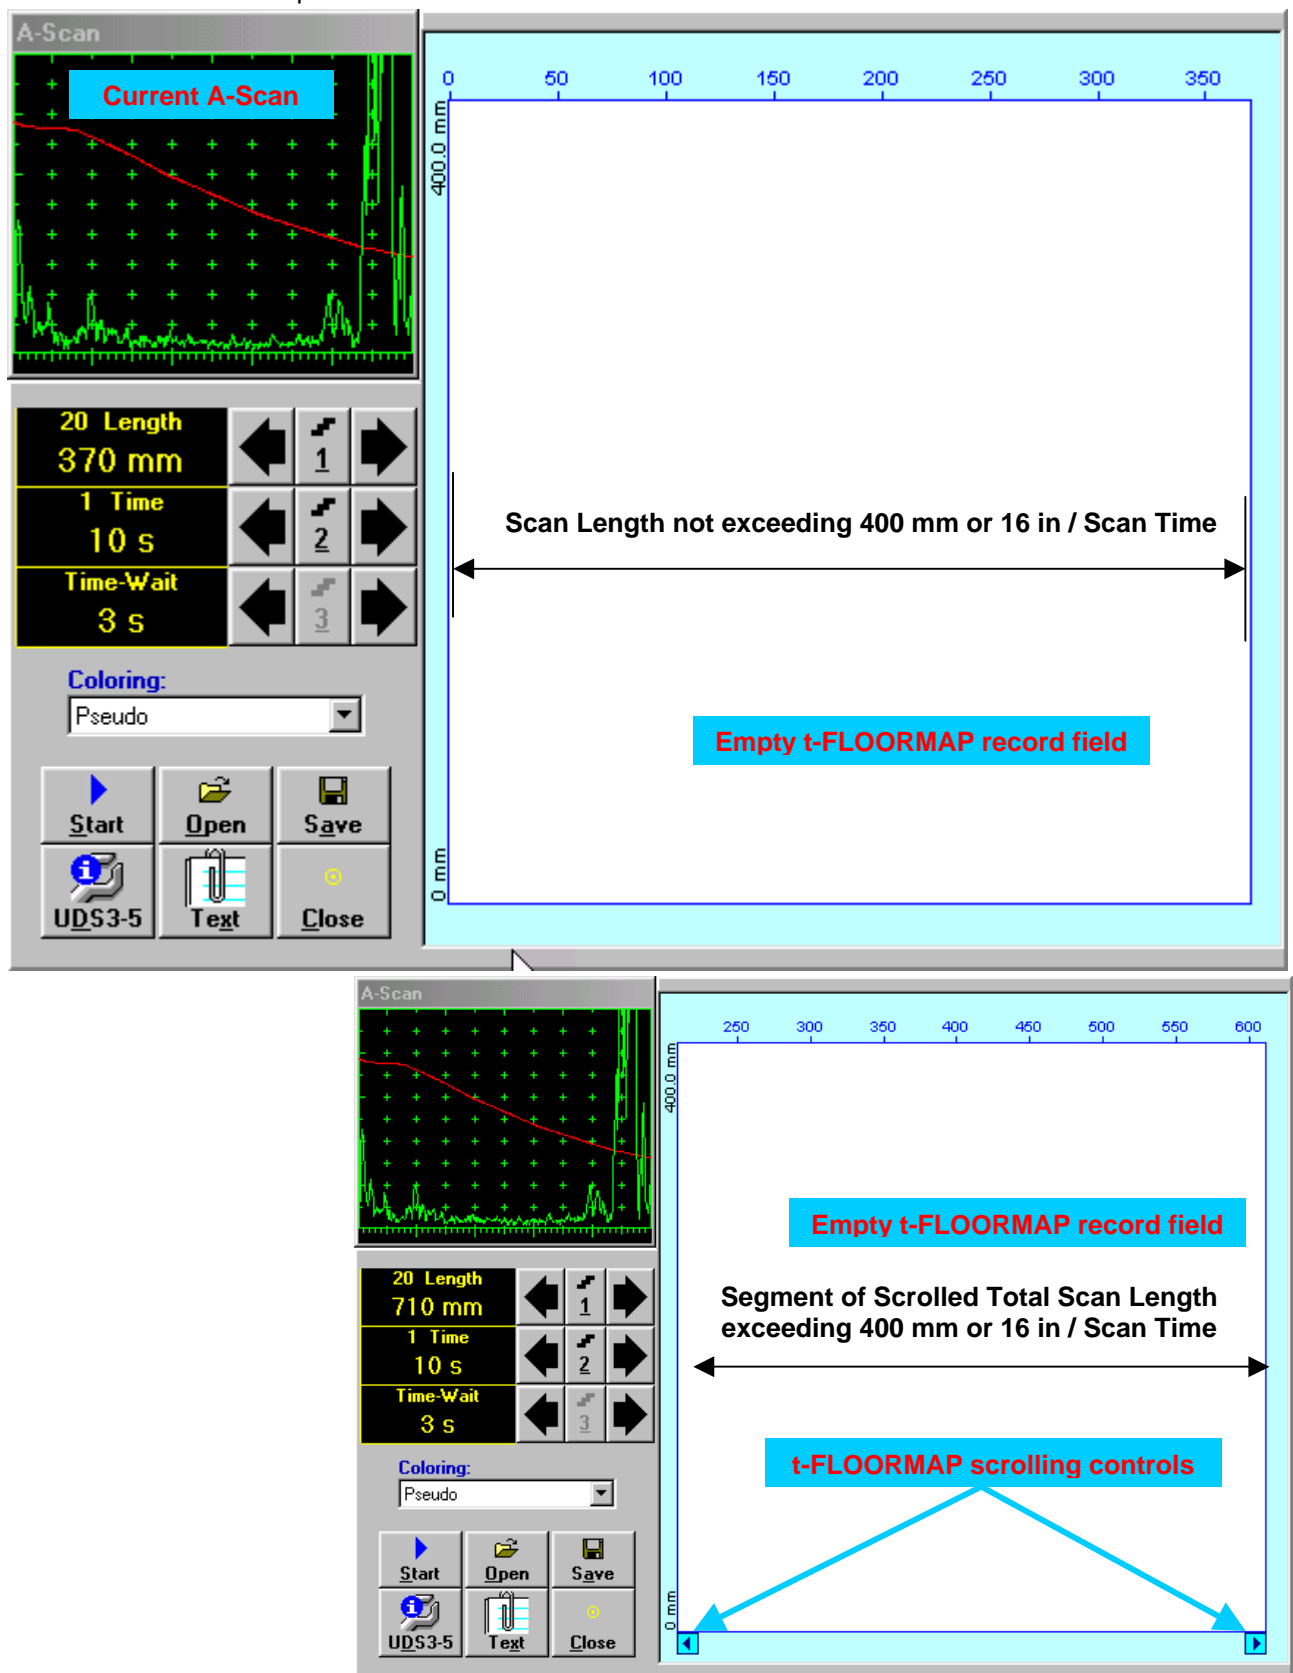 A-Scan
Current A-Scan
0 50 100 150 200 250 300 350
400.0 mm
20 Length
370 mm
1
1 Time
10 s
2
Time-Wait
3 s
3
Scan Length not exceeding 400 mm or 16 in / Scan Time
Coloring:
Pseudo
Empty t-FLOORMAP record field
Start Open Save
UDS3-5 Text Close
0 mm
A-Scan
250 300 350 400 450 500 550 600
400.0 mm
Empty t-FLOORMAP record field
20 Length
710 mm
1
1 Time
10 s
2
Time-Wait
3 s
3
Segment of Scrolled Total Scan Length
exceeding 400 mm or 16 in / Scan Time
t-FLOORMAP scrolling controls
Coloring:
Pseudo
Start Open Save
UDS3-5 Text Close
0 mm